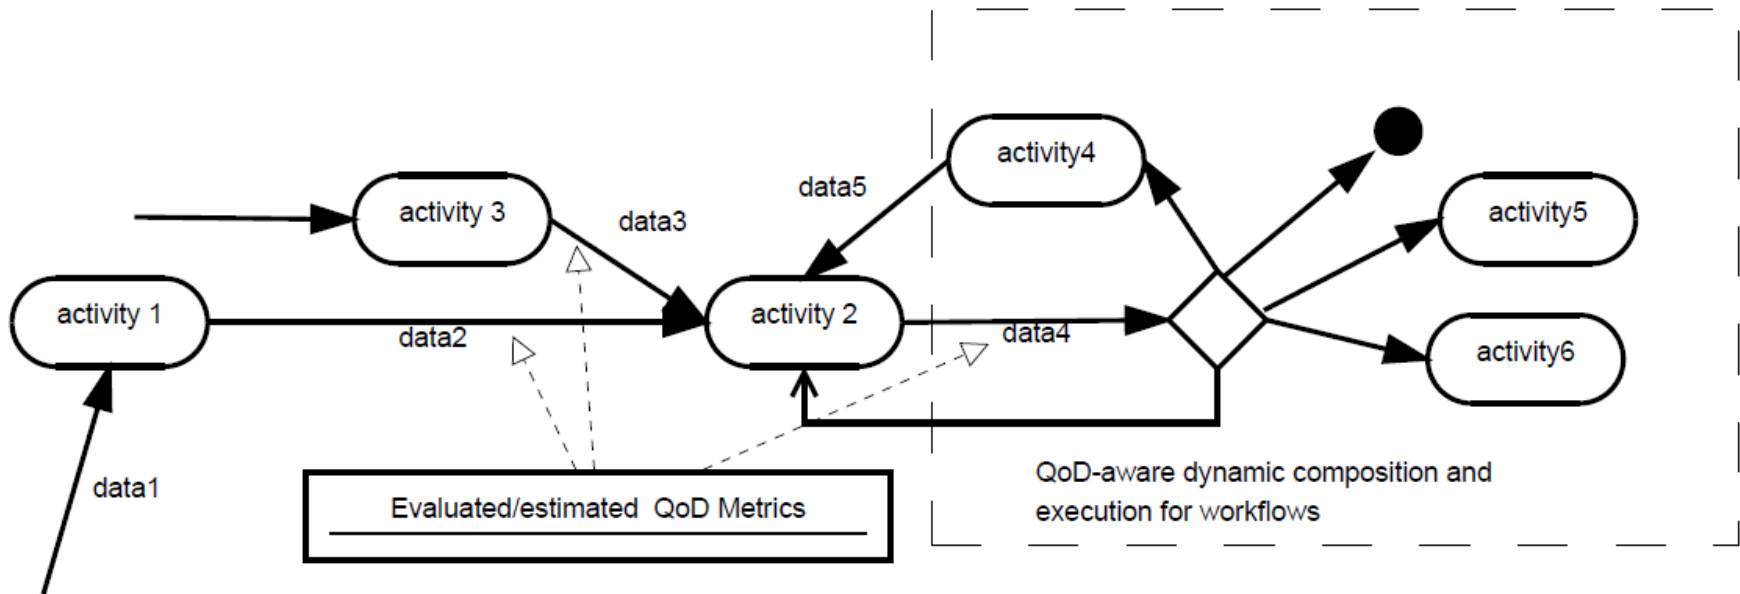 activity4
data5
activity 3
data3
activity5
activity 1
data2
activity 2
data4
activity6
data1
Evaluated/estimated QoD Metrics
QoD-aware dynamic composition and
execution for workflows